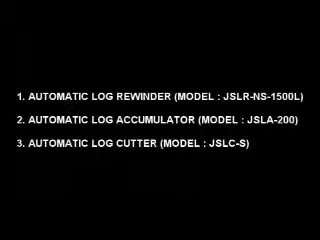 1. AUTOMATIC LOG REWINDER (MODEL : JSLR-NS-1500L)
2. AUTOMATIC LOG ACCUMULATOR (MODEL : JSLA-200)
3. AUTOMATIC LOG CUTTER (MODEL : JSLC-S)